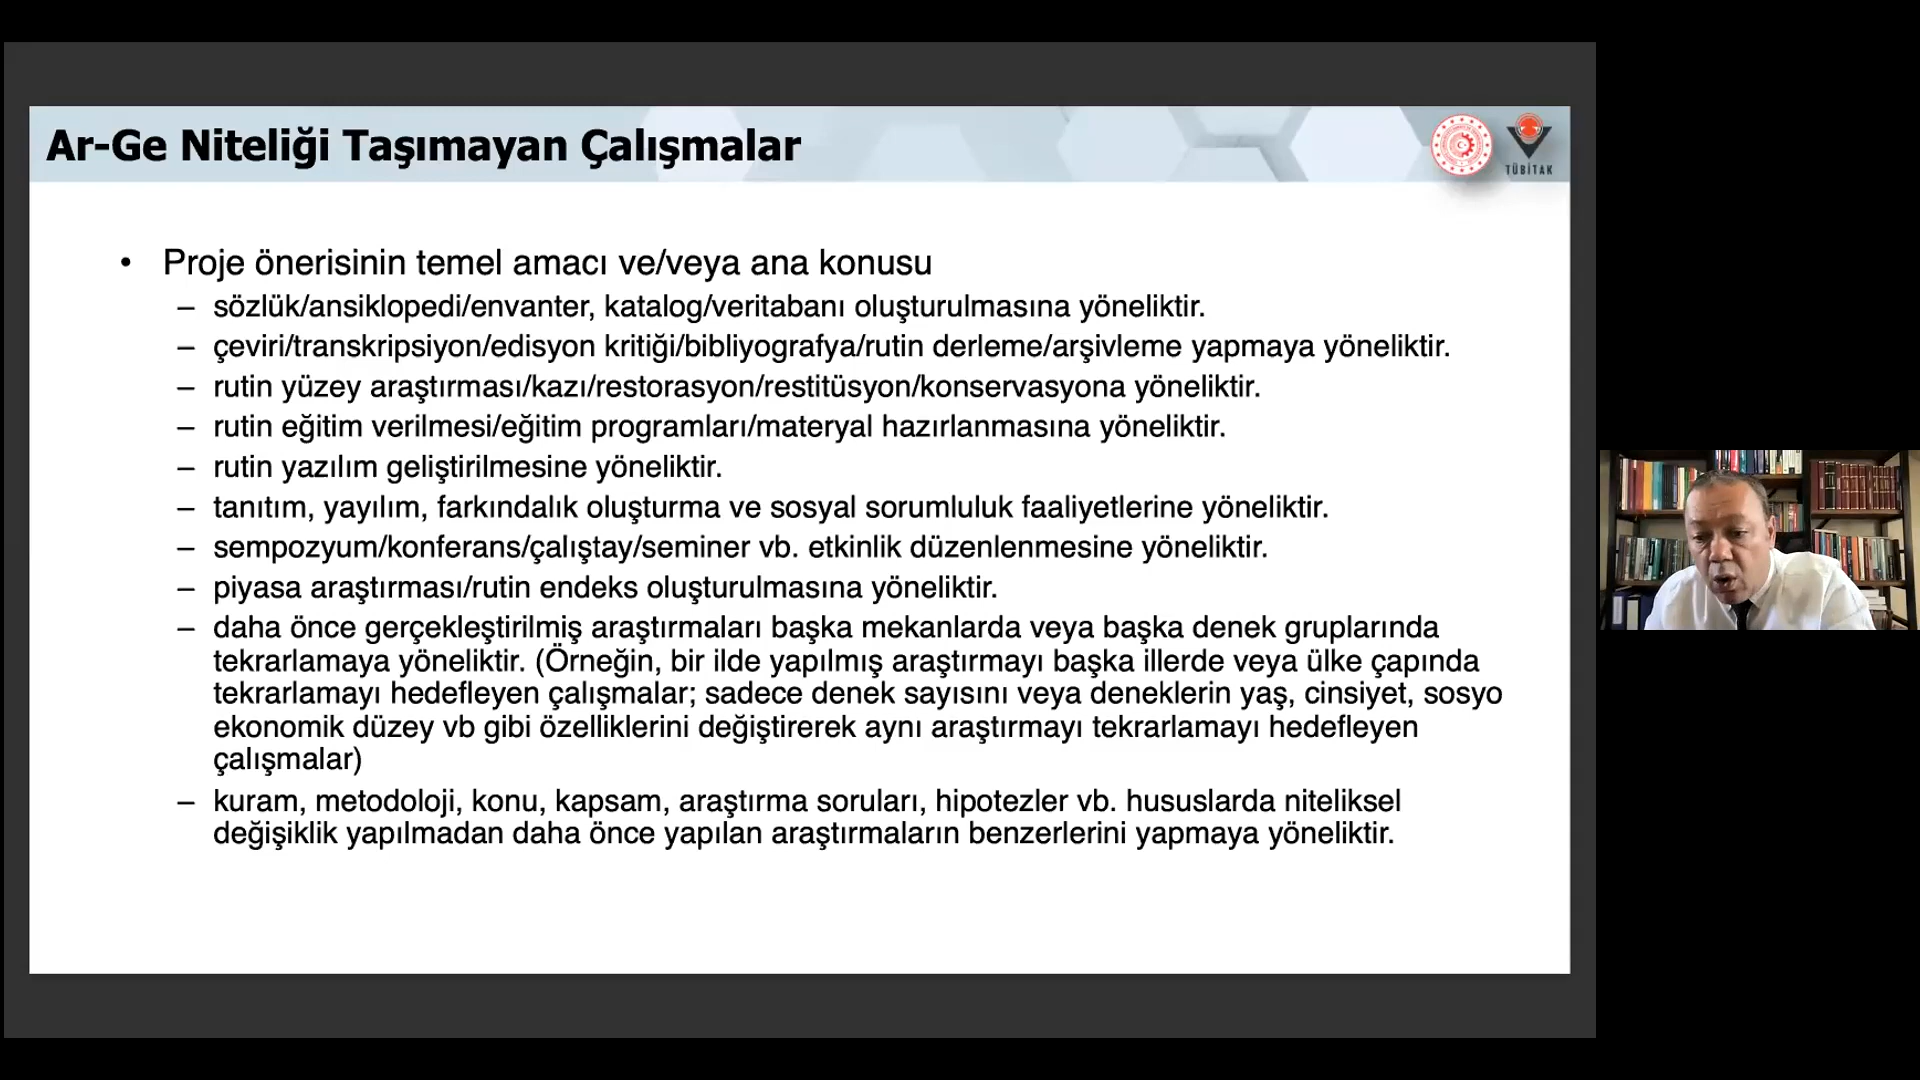 Ar-Ge Niteliği Taşımayan Çalışmalar
TÜBİTAK
• Proje önerisinin temel amacı ve/veya ana konusu
– sözlük/ansiklopedi/envanter, katalog/veritabanı oluşturulmasına yöneliktir.
– çeviri/transkripsiyon/edisyon kritiği/bibliyografya/rutin derleme/arşivleme yapmaya yöneliktir.
– rutin yüzey araştırması/kazı/restorasyon/restitüsyon/konservasyona yöneliktir.
– rutin eğitim verilmesi/eğitim programları/materyal hazırlanmasına yöneliktir.
– rutin yazılım geliştirilmesine yöneliktir.
– tanıtım, yayılım, farkındalık oluşturma ve sosyal sorumluluk faaliyetlerine yöneliktir.
– sempozyum/konferans/çalıştay/seminer vb. etkinlik düzenlenmesine yöneliktir.
– piyasa araştırması/rutin endeks oluşturulmasına yöneliktir.
– daha önce gerçekleştirilmiş araştırmaları başka mekanlarda veya başka denek gruplarında
tekrarlamaya yöneliktir. (Örneğin, bir ilde yapılmış araştırmayı başka illerde veya ülke çapında
tekrarlamayı hedefleyen çalışmalar; sadece denek sayısını veya deneklerin yaş, cinsiyet, sosyo
ekonomik düzey vb gibi özelliklerini değiştirerek aynı araştırmayı tekrarlamayı hedefleyen
çalışmalar)
– kuram, metodoloji, konu, kapsam, araştırma soruları, hipotezler vb. hususlarda niteliksel
değişiklik yapılmadan daha önce yapılan araştırmaların benzerlerini yapmaya yöneliktir.